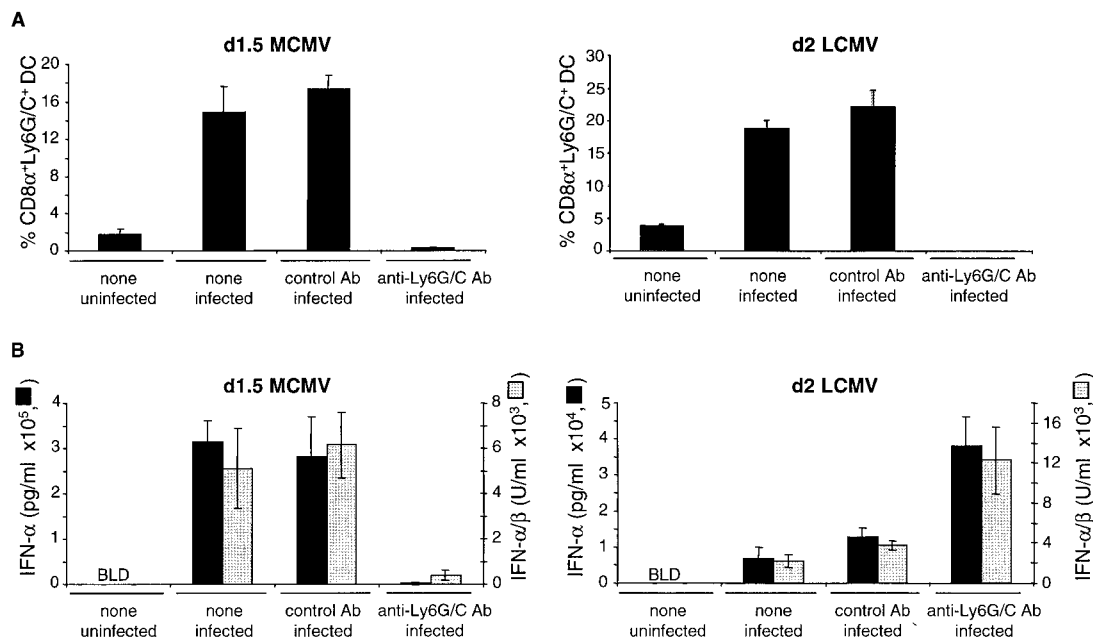 A
d1.5 MCMV
% CD8α+Ly6G/C+ DC
20
16
12
8
4
0
none uninfected
none infected
control Ab infected
anti-Ly6G/C Ab infected
d2 LCMV
% CD8α+Ly6G/C+ DC
30
25
20
15
10
5
0
none uninfected
none infected
control Ab infected
anti-Ly6G/C Ab infected
B
d1.5 MCMV
IFN-α (pg/ml x10⁵, ■)
4
3
2
1
0
BLD
IFN-α/β (U/ml x10³, )
8
6
4
2
0
none uninfected
none infected
control Ab infected
anti-Ly6G/C Ab infected
d2 LCMV
IFN-α (pg/ml x10⁴, ■)
5
4
3
2
1
0
BLD
IFN-α/β (U/ml x10³, )
16
12
8
4
0
none uninfected
none infected
control Ab infected
anti-Ly6G/C Ab infected